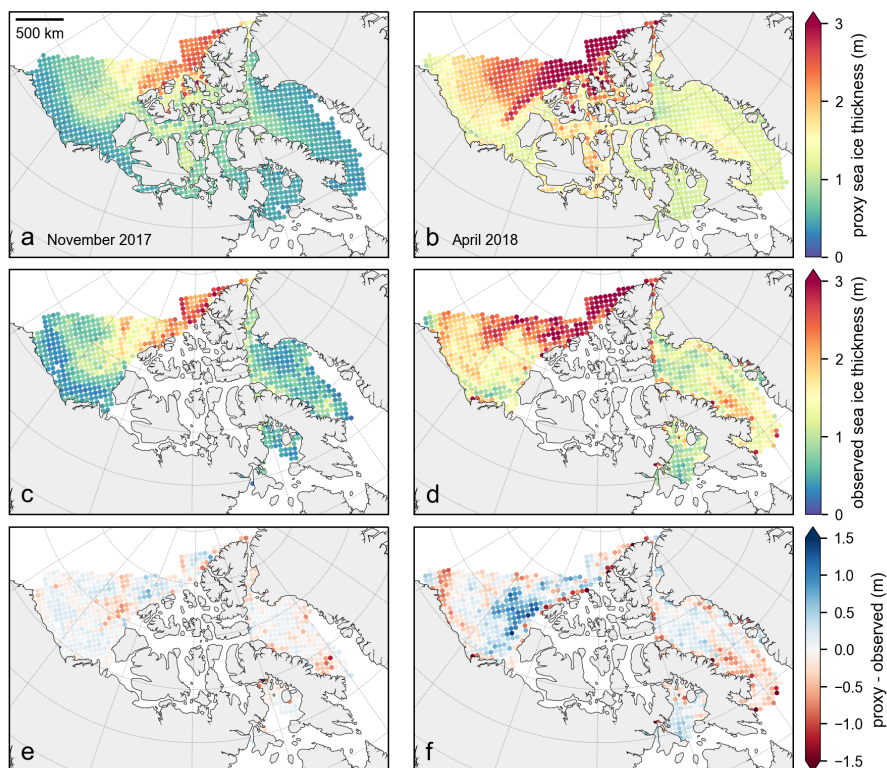 500 km
a November 2017
b April 2018
3
2
1
0
proxy sea ice thickness (m)
c
d
3
2
1
0
observed sea ice thickness (m)
e
f
1.5
1.0
0.5
0.0
−0.5
−1.0
−1.5
proxy - observed (m)